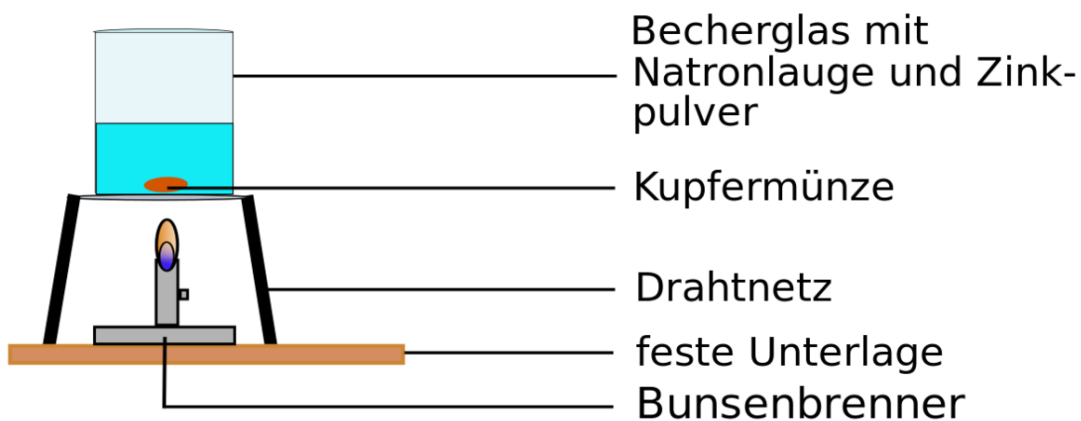 Becherglas mit
Natronlauge und Zink-
pulver
Kupfermünze
Drahtnetz
feste Unterlage
Bunsenbrenner